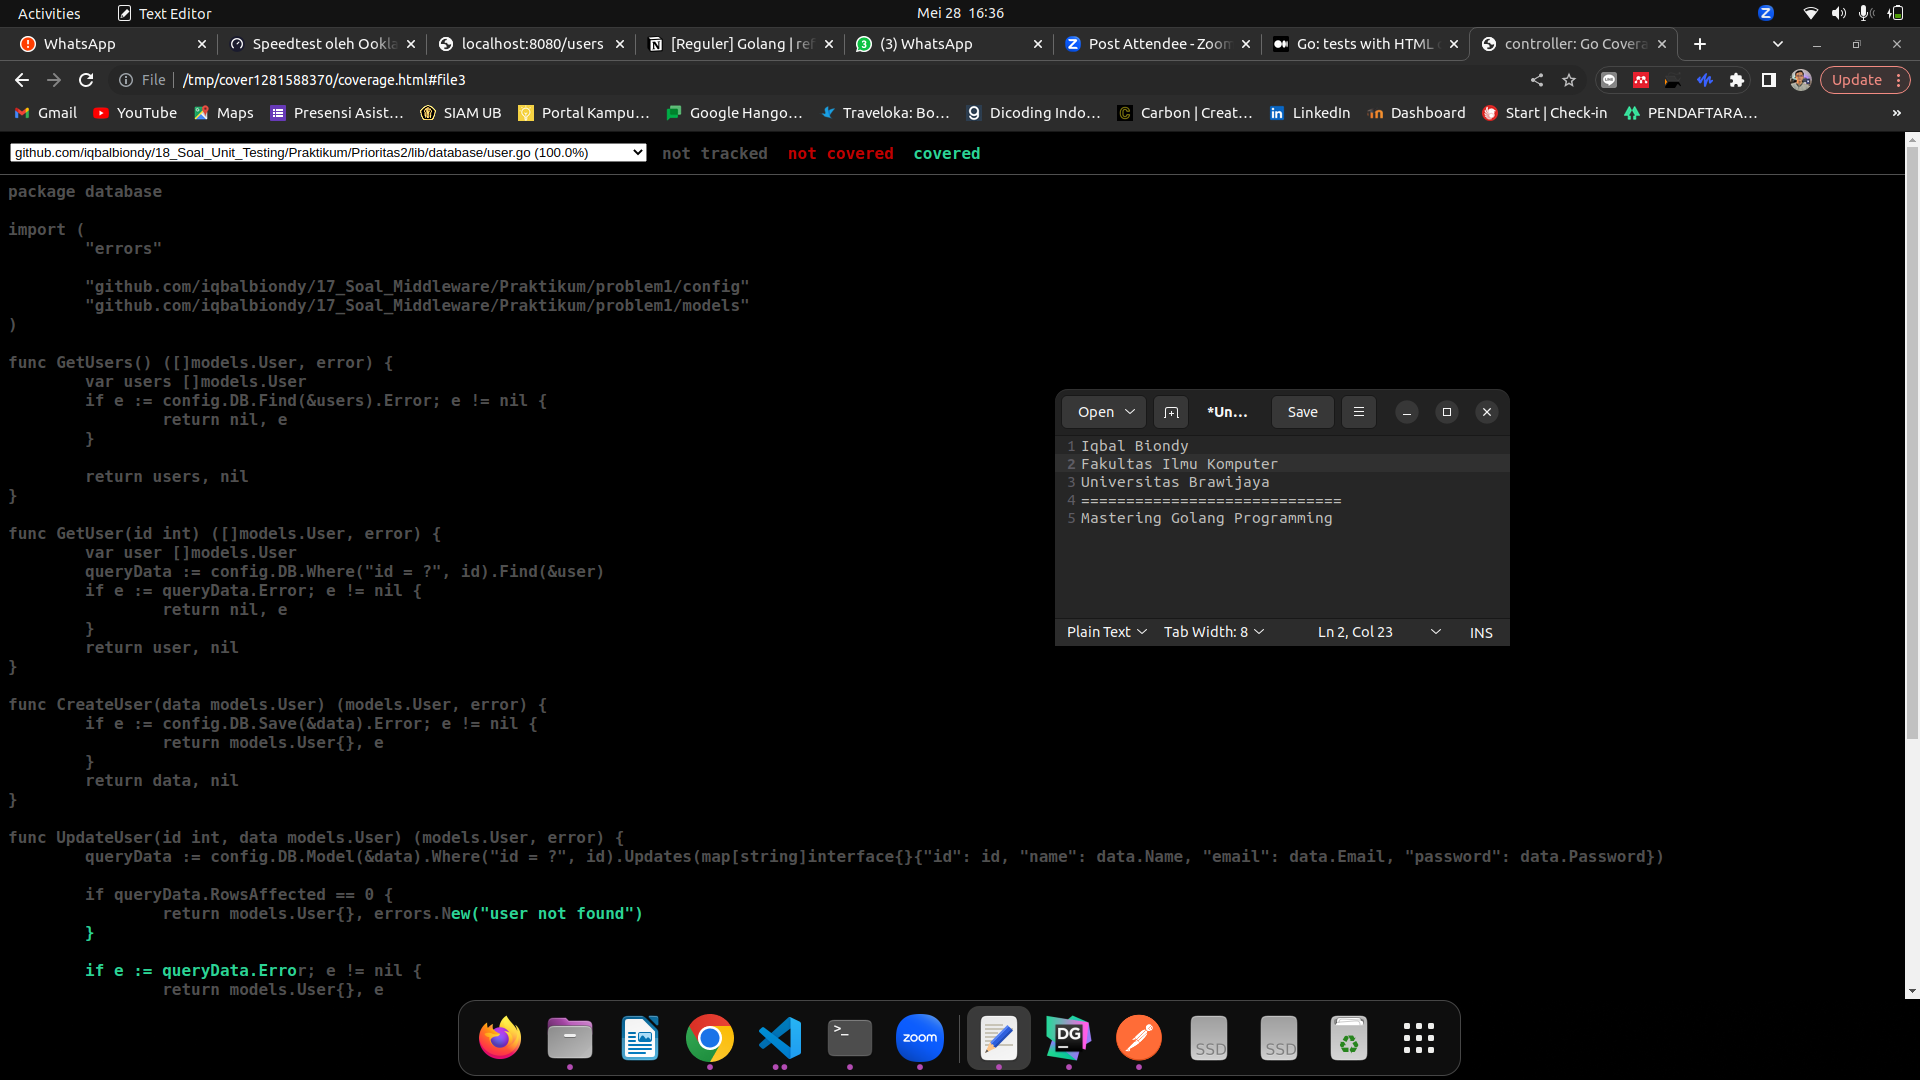 Activities
Text Editor
Mei 28 16:36
WhatsApp
Speedtest oleh Ookla
localhost:8080/users
[Reguler] Golang | ref
(3) WhatsApp
Post Attendee - Zoom
Go: tests with HTML
controller: Go Covera
File
/tmp/cover1281588370/coverage.html#file3
Update
Gmail
YouTube
Maps
Presensi Asist...
SIAM UB
Portal Kampu...
Google Hango...
Traveloka: Bo...
Dicoding Indo...
Carbon | Creat...
LinkedIn
Dashboard
Start | Check-in
PENDAFTARA...
»
github.com/iqbalbiondy/18_Soal_Unit_Testing/Praktikum/Prioritas2/lib/database/user.go (100.0%)
not tracked
not covered
covered
package database
import (
"errors"
"github.com/iqbalbiondy/17_Soal_Middleware/Praktikum/problem1/config"
"github.com/iqbalbiondy/17_Soal_Middleware/Praktikum/problem1/models"
)
func GetUsers() ([]models.User, error) {
var users []models.User
if e := config.DB.Find(&users).Error; e != nil {
return nil, e
}
return users, nil
}
func GetUser(id int) ([]models.User, error) {
var user []models.User
queryData := config.DB.Where("id = ?", id).Find(&user)
if e := queryData.Error; e != nil {
return nil, e
}
return user, nil
}
func CreateUser(data models.User) (models.User, error) {
if e := config.DB.Save(&data).Error; e != nil {
return models.User{}, e
}
return data, nil
}
func UpdateUser(id int, data models.User) (models.User, error) {
queryData := config.DB.Model(&data).Where("id = ?", id).Updates(map[string]interface{}{"id": id, "name": data.Name, "email": data.Email, "password": data.Password})
if queryData.RowsAffected == 0 {
return models.User{}, errors.New("user not found")
}
if e := queryData.Error; e != nil {
return models.User{}, e
Open
*Un...
Save
1 Iqbal Biondy
2 Fakultas Ilmu Komputer
3 Universitas Brawijaya
4 =============================
5 Mastering Golang Programming
Plain Text
Tab Width: 8
Ln 2, Col 23
INS
zoom
DG
SSD
SSD